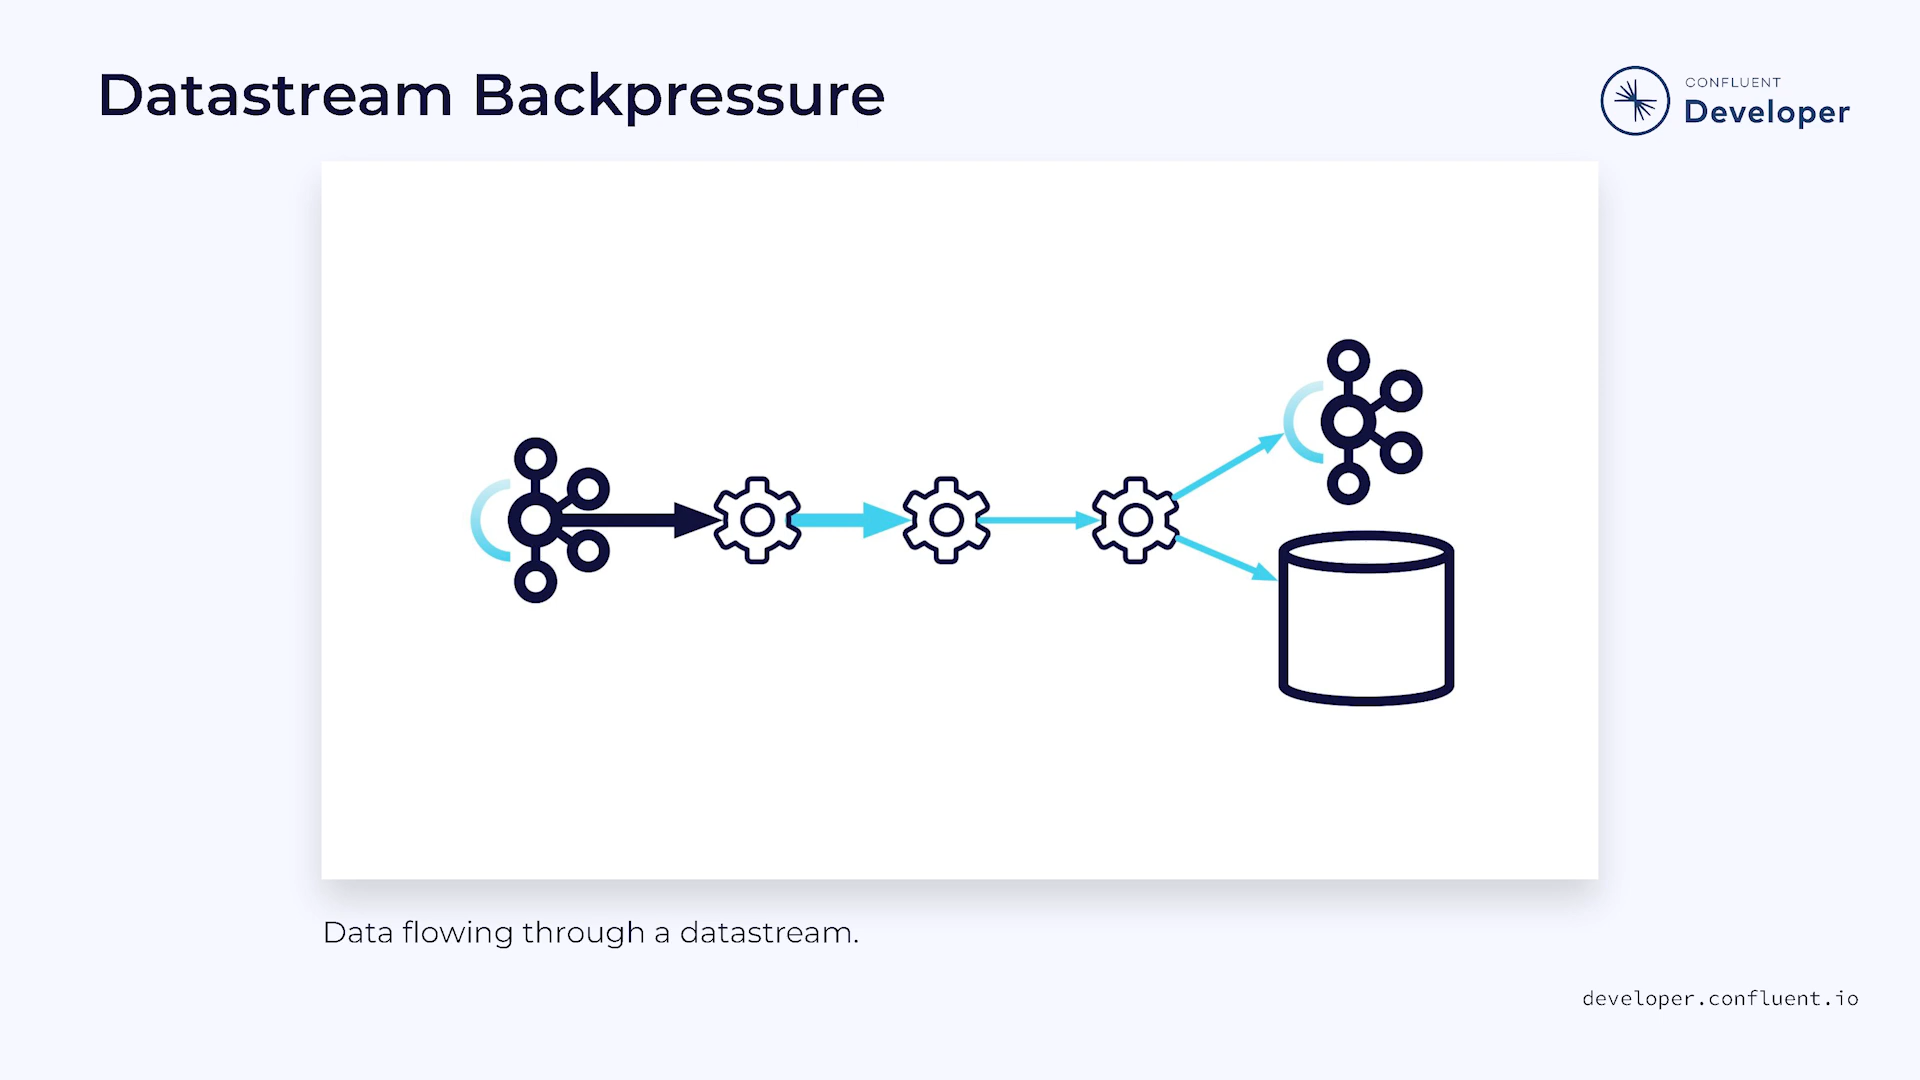 Datastream Backpressure
CONFLUENT
Developer
Data flowing through a datastream.
developer.confluent.io